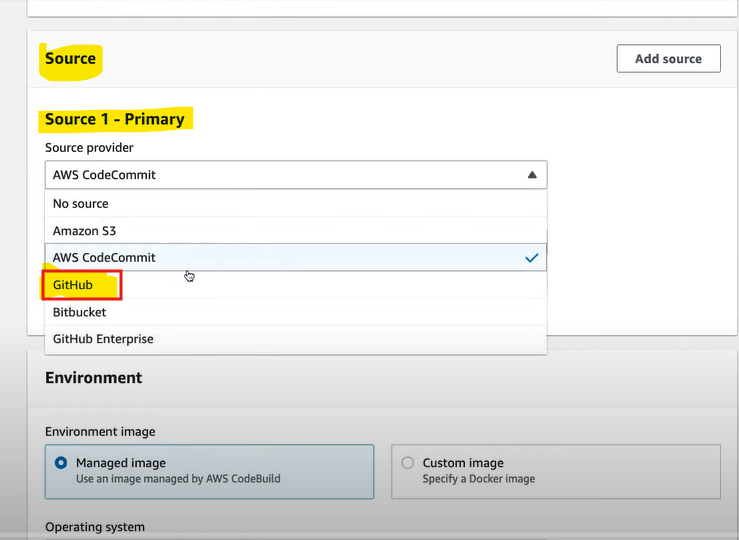 Source
Add source
Source 1 - Primary
Source provider
AWS CodeCommit
No source
Amazon S3
AWS CodeCommit
GitHub
Bitbucket
GitHub Enterprise
Environment
Environment image
Managed image
Use an image managed by AWS CodeBuild
Custom image
Specify a Docker image
Operating system